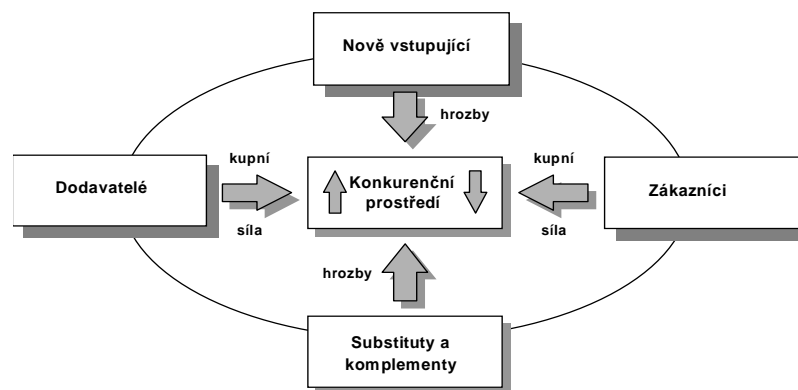 Nově vstupující
hrozby
kupní
kupní
Dodavatelé
Konkurenční
prostředí
Zákazníci
síla
síla
hrozby
Substituty a
komplementy